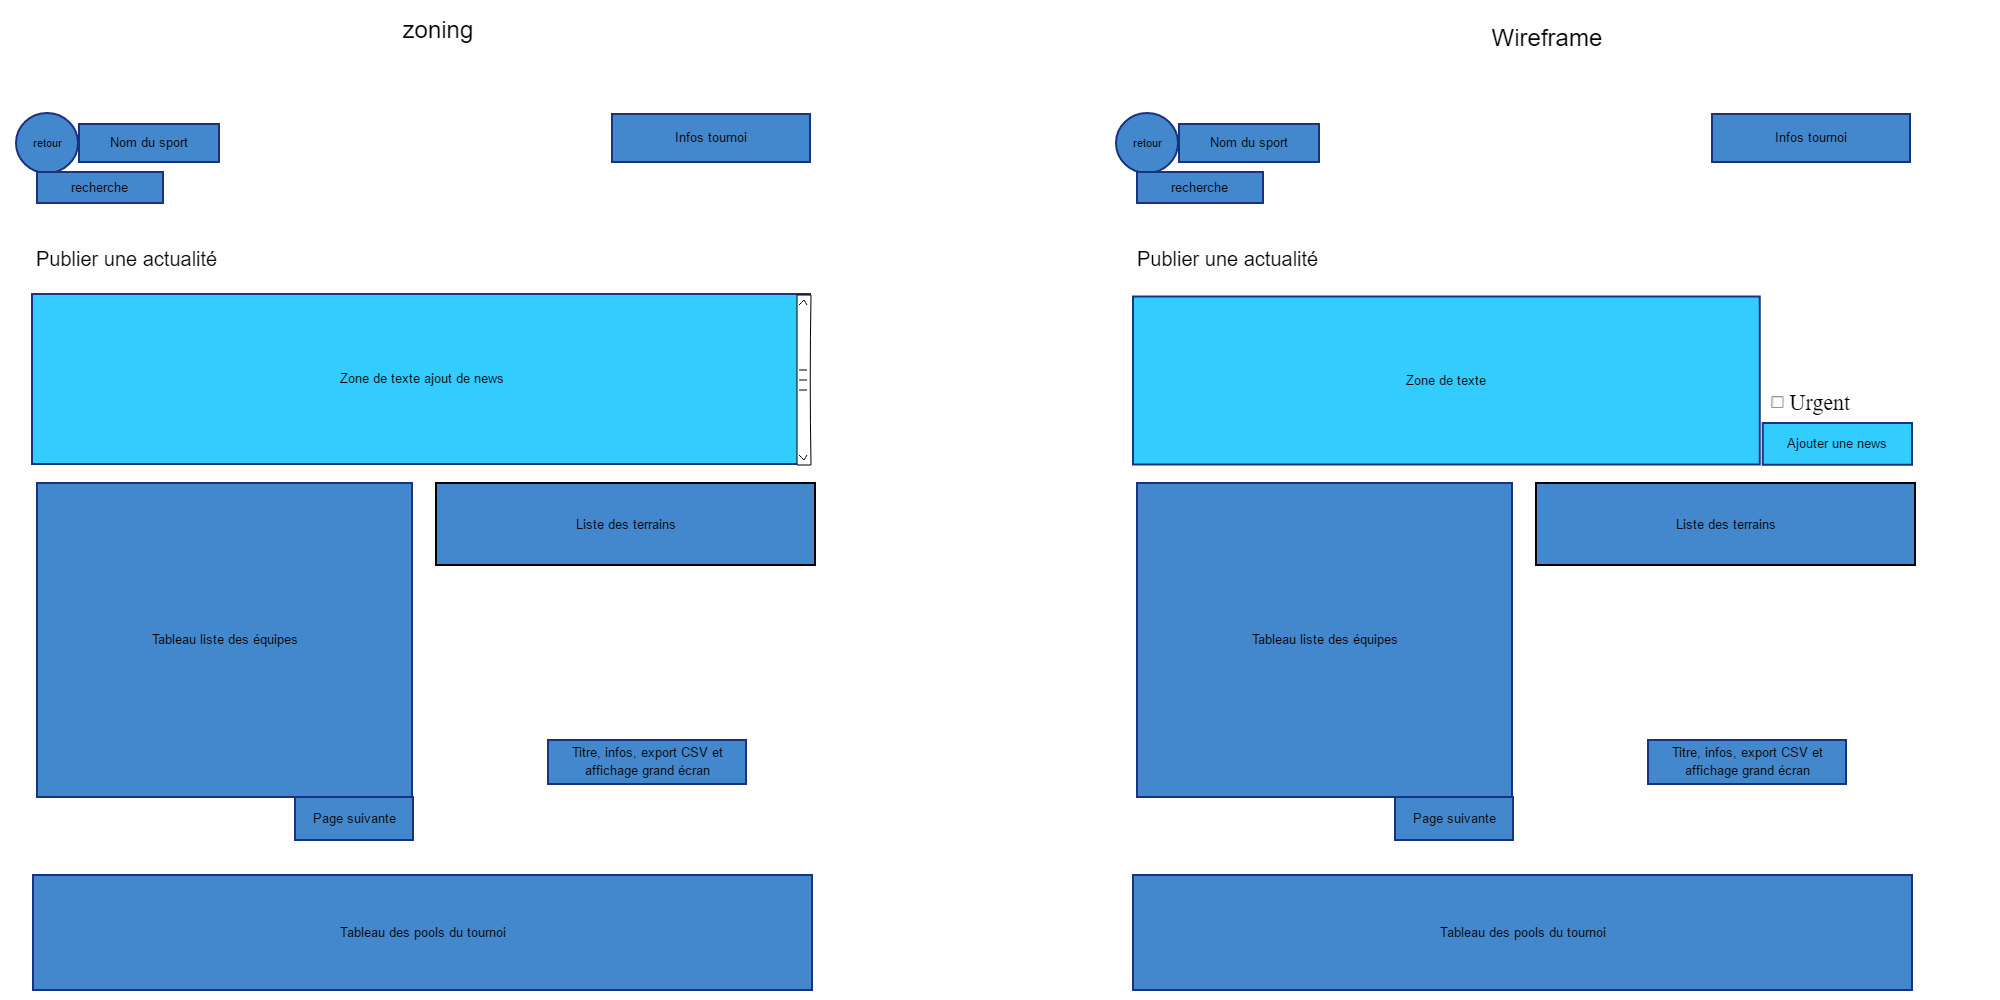 zoning
retour
Nom du sport
Infos tournoi
recherche
Publier une actualité
Zone de texte ajout de news
Liste des terrains
Tableau liste des équipes
Titre, infos, export CSV et
affichage grand écran
Page suivante
Tableau des pools du tournoi
Wireframe
retour
Nom du sport
Infos tournoi
recherche
Publier une actualité
Zone de texte
Urgent
Ajouter une news
Liste des terrains
Tableau liste des équipes
Titre, infos, export CSV et
affichage grand écran
Page suivante
Tableau des pools du tournoi